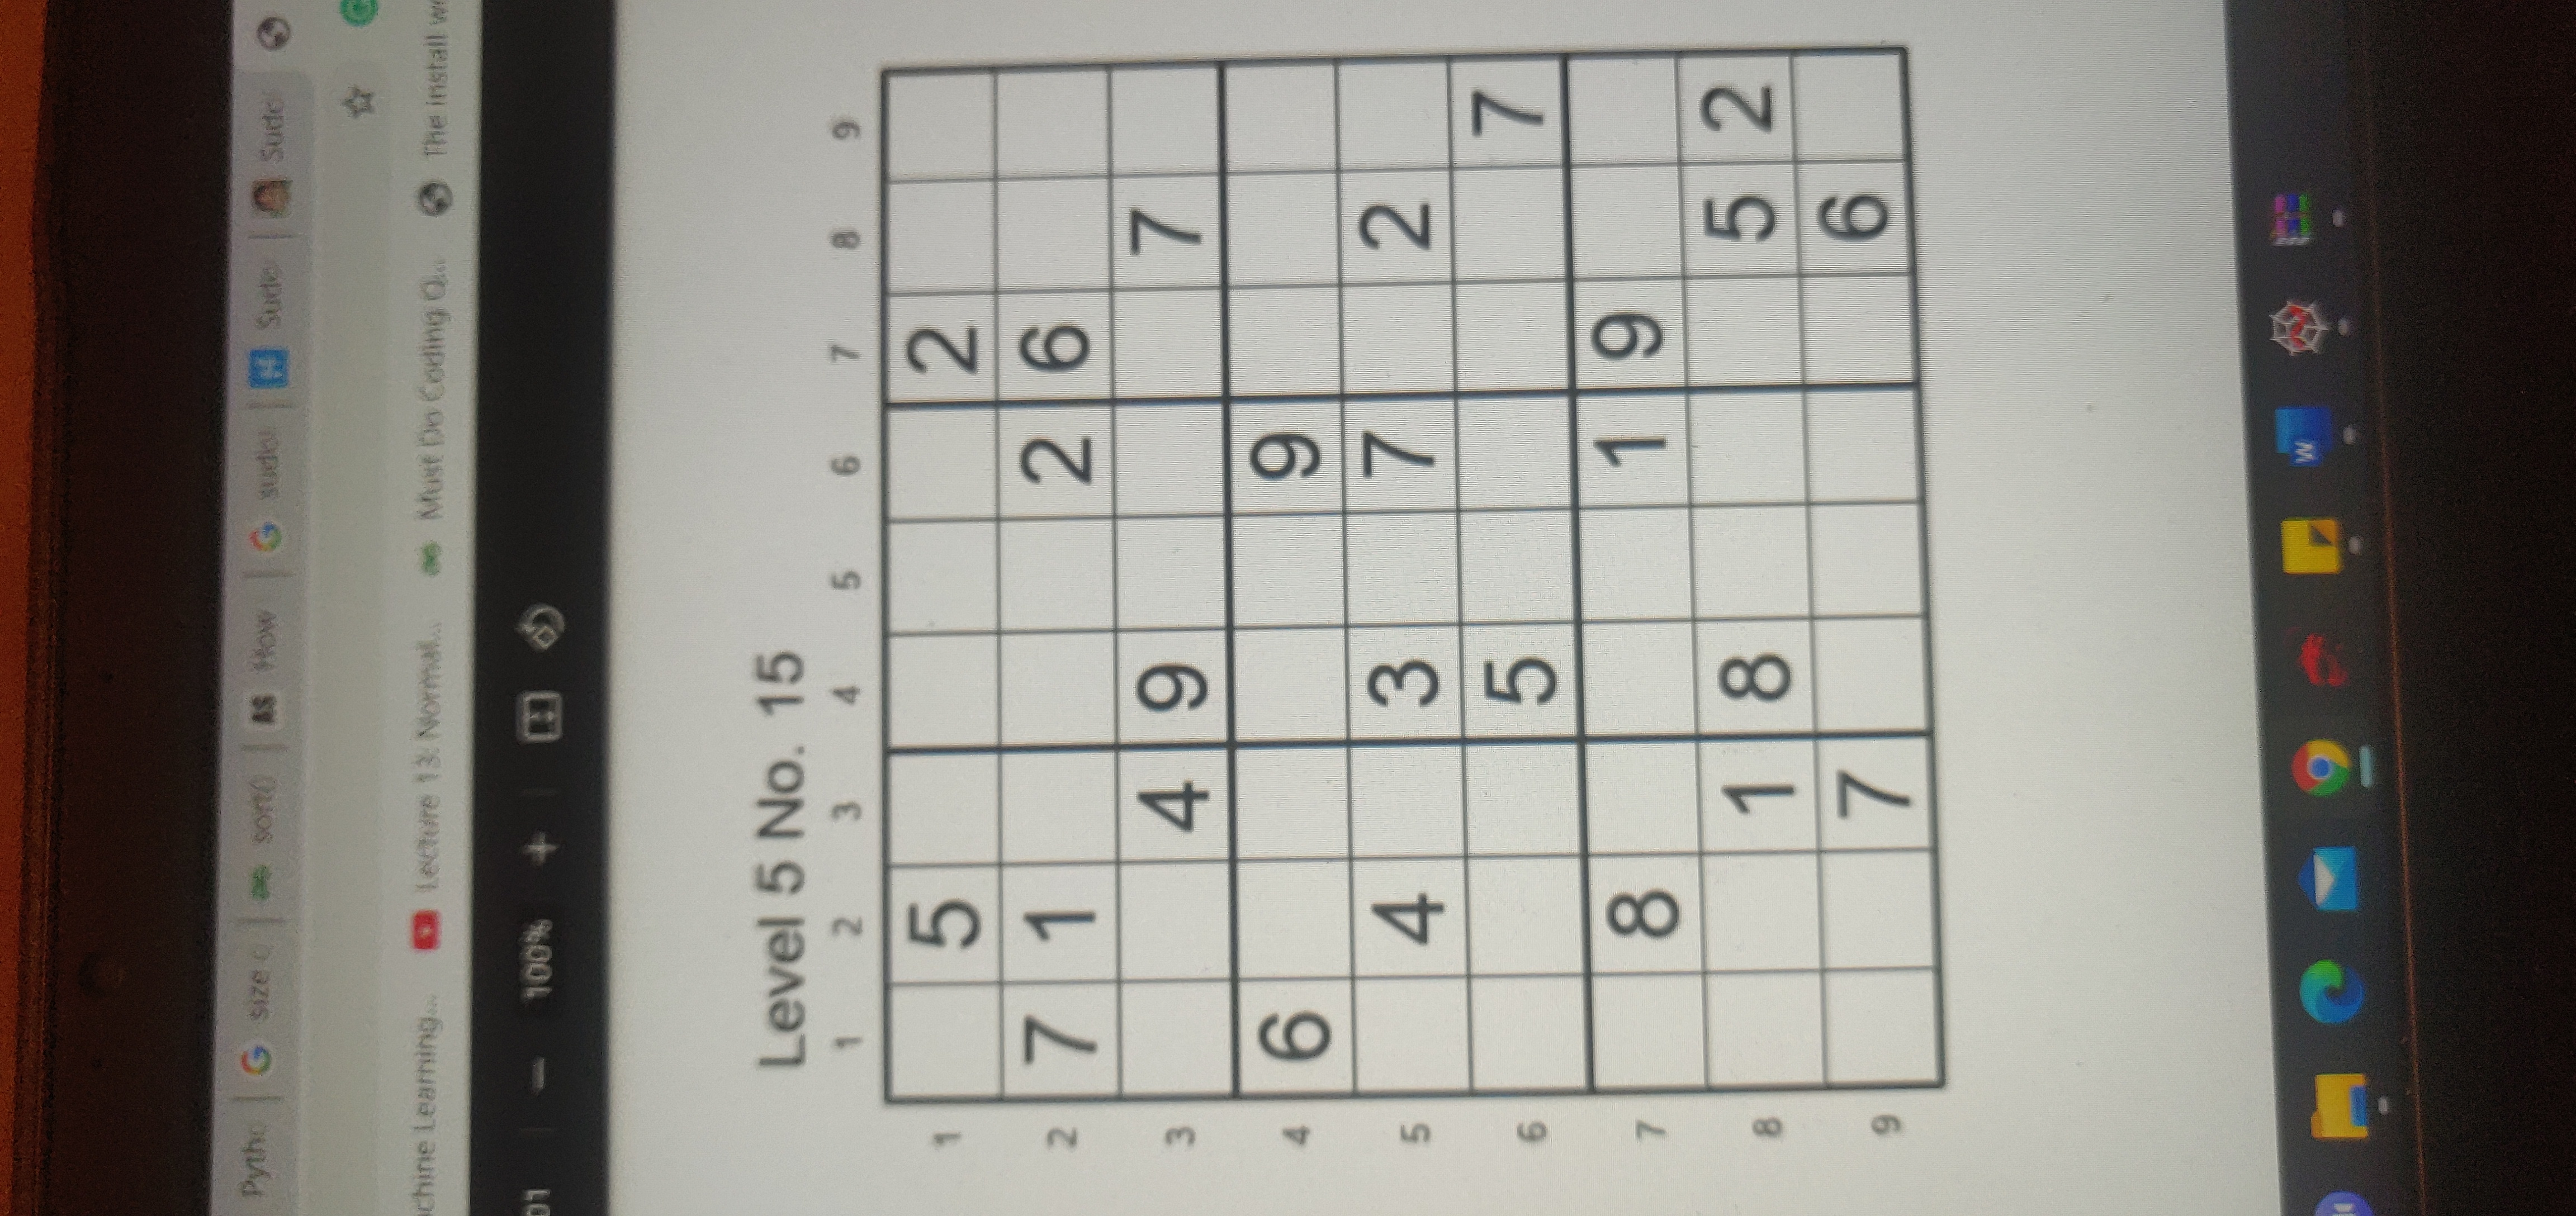 Pytho
size
sort()
How
Sudo
chine Learning...
Lecture 13: Normal...
Must Do Coding Q...
The install
01
100%
Level 5 No. 15
1 2 3 4 5 6 7 8 9
1 5 2
2 7 1 2 6
3 4 9 7
4 6 9
5 4 3 7 2
6 5 7
7 8 1 9
8 1 8 5 2
9 7 6
W